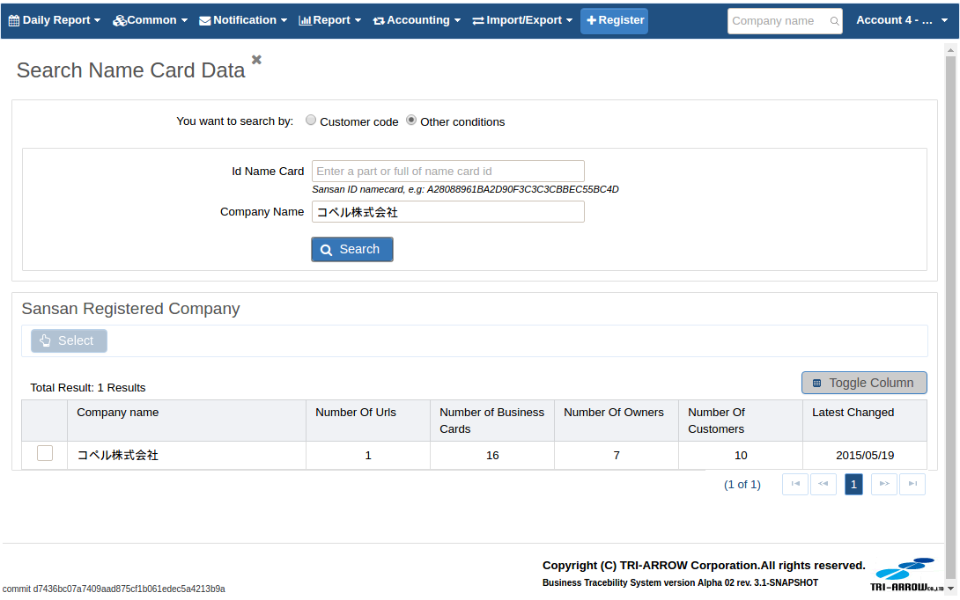 Daily Report Common Notification Report Accounting Import/Export Register Company name Account 4 - ...
Search Name Card Data
You want to search by: Customer code Other conditions
Id Name Card Enter a part or full of name card id
Sansan ID namecard, e.g: A28088961BA2D90F3C3C3CBBEC55BC4D
Company Name コベル株式会社
Search
Sansan Registered Company
Select
Total Result: 1 Results Toggle Column
Company name Number Of Urls Number of Business Cards Number Of Owners Number Of Customers Latest Changed
コベル株式会社 1 16 7 10 2015/05/19
(1 of 1) 1
Copyright (C) TRI-ARROW Corporation.All rights reserved.
Business Tracebility System version Alpha 02 rev. 3.1-SNAPSHOT
TRI-ARROW CO.,LTD
commit d7436bc07a7409aad875cf1b061edec5a4213b9a